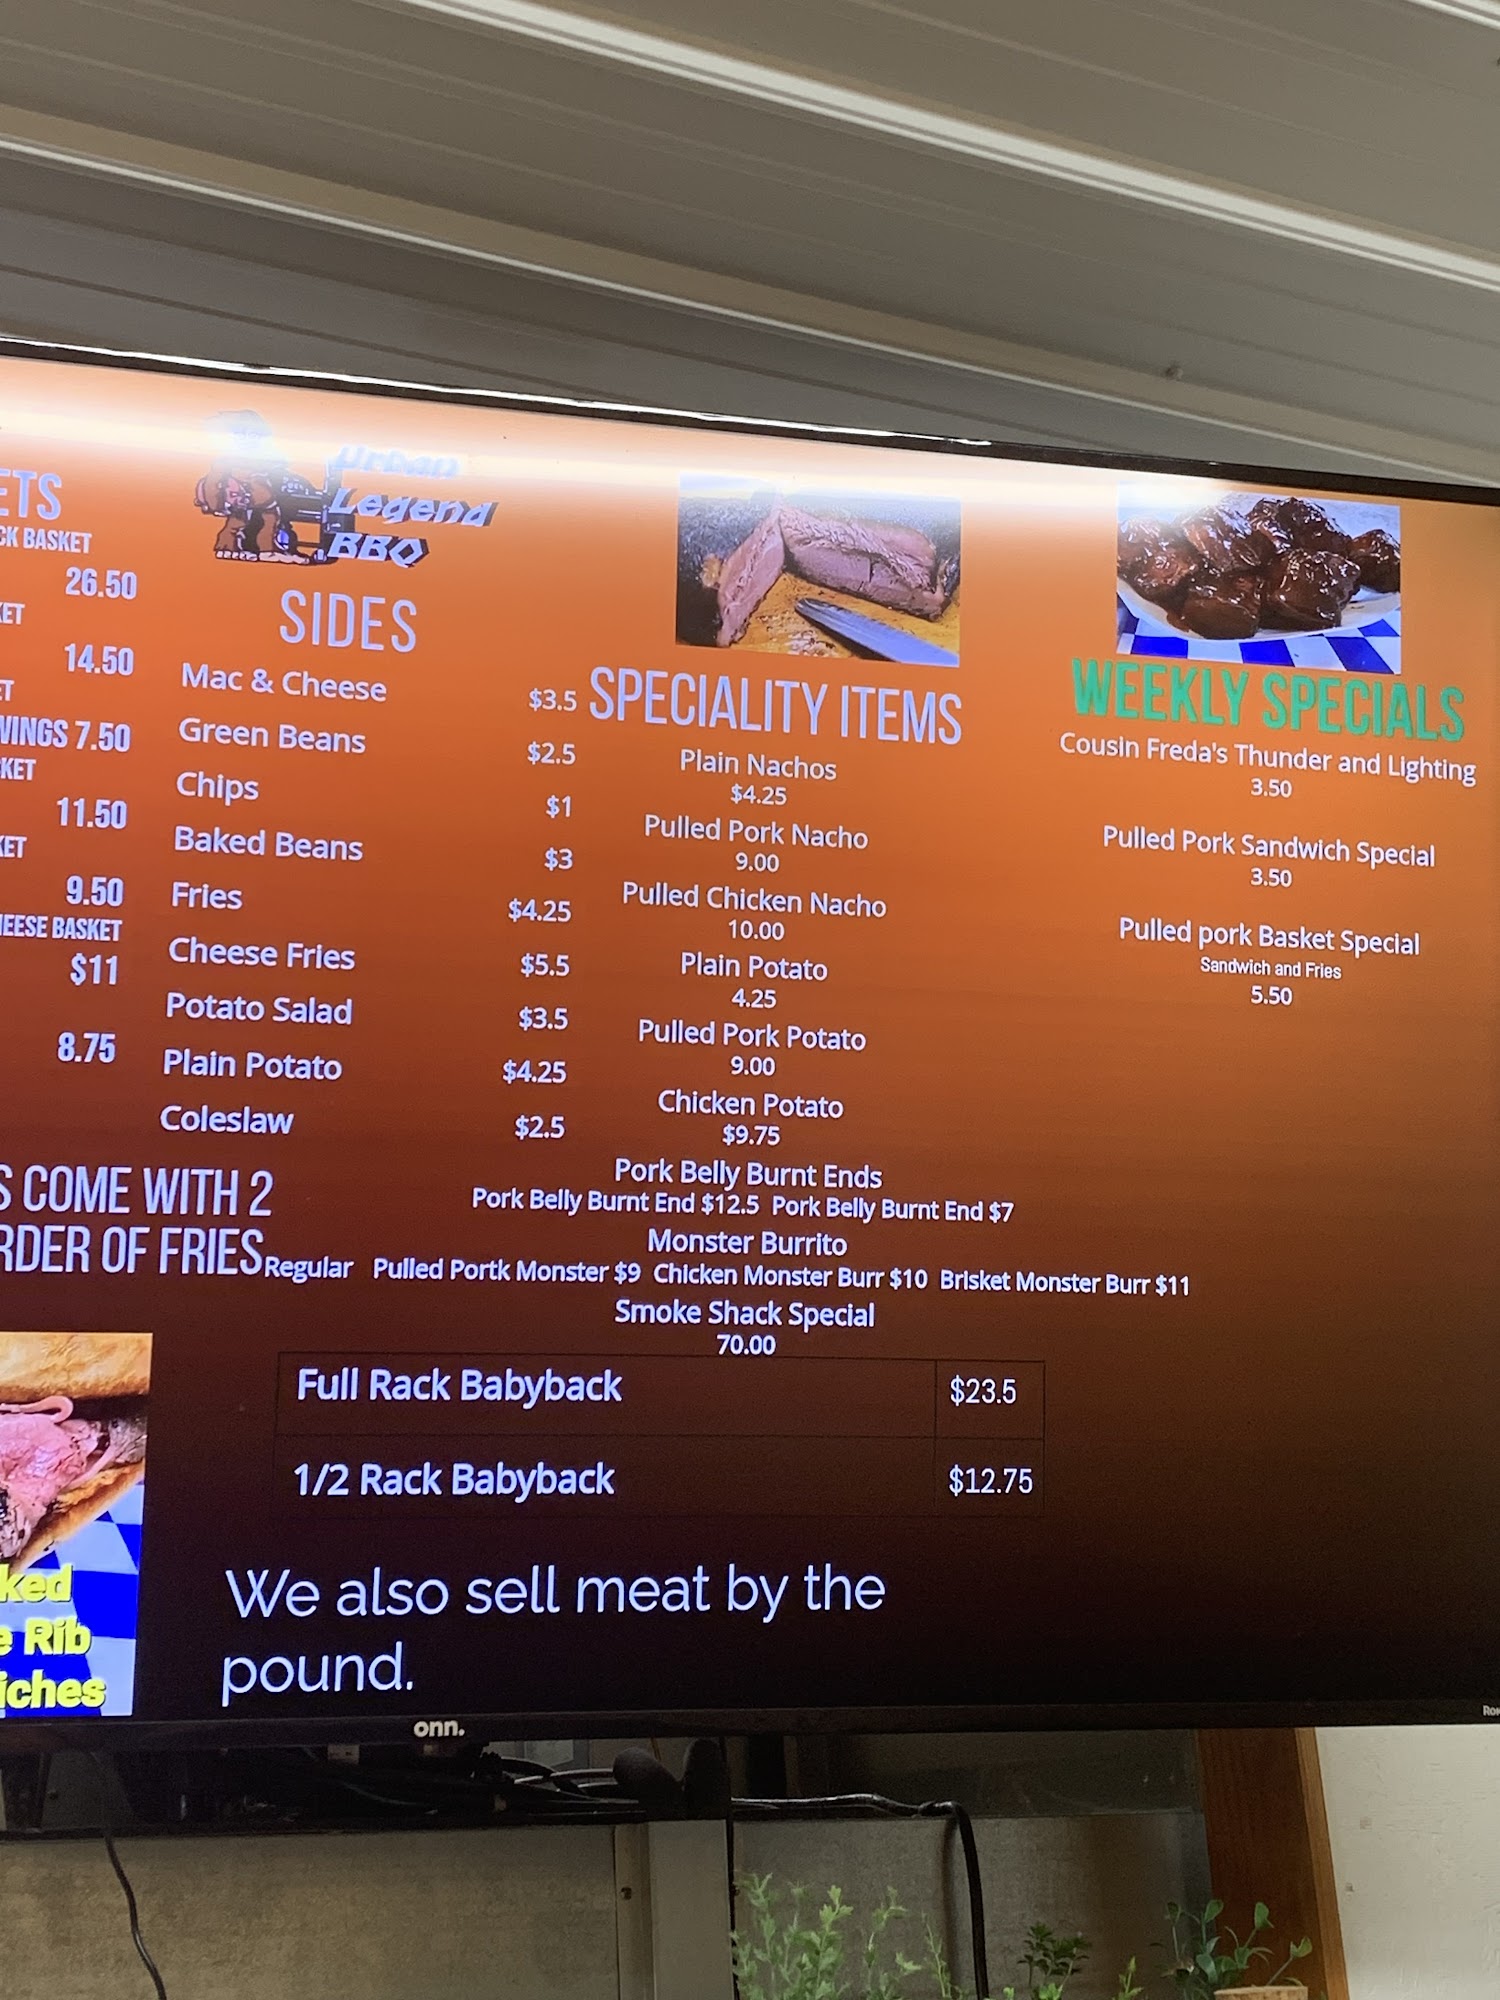 ETS
CK BASKET
26.50
KET
14.50
ET
WINGS 7.50
KET
11.50
KET
9.50
HEESE BASKET
$11
8.75
S COME WITH 2
RDER OF FRIES
ked
e Rib
iches
Urban
Legend
BBQ
SIDES
Mac & Cheese $3.5
Green Beans $2.5
Chips $1
Baked Beans $3
Fries $4.25
Cheese Fries $5.5
Potato Salad $3.5
Plain Potato $4.25
Coleslaw $2.5
SPECIALITY ITEMS
Plain Nachos
$4.25
Pulled Pork Nacho
9.00
Pulled Chicken Nacho
10.00
Plain Potato
4.25
Pulled Pork Potato
9.00
Chicken Potato
$9.75
Pork Belly Burnt Ends
Pork Belly Burnt End $12.5 Pork Belly Burnt End $7
Monster Burrito
Regular Pulled Portk Monster $9 Chicken Monster Burr $10 Brisket Monster Burr $11
Smoke Shack Special
70.00
Full Rack Babyback $23.5
1/2 Rack Babyback $12.75
We also sell meat by the
pound.
WEEKLY SPECIALS
Cousin Freda's Thunder and Lighting
3.50
Pulled Pork Sandwich Special
3.50
Pulled pork Basket Special
Sandwich and Fries
5.50
onn.